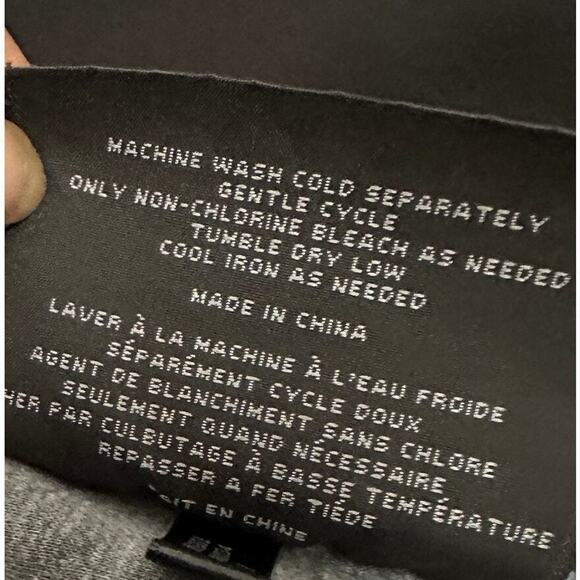 MACHINE WASH COLD SEPARATELY
GENTLE CYCLE
ONLY NON-CHLORINE BLEACH AS NEEDED
TUMBLE DRY LOW
COOL IRON AS NEEDED
MADE IN CHINA
LAVER À LA MACHINE À L'EAU FROIDE
SÉPARÉMENT CYCLE DOUX
AGENT DE BLANCHIMENT SANS CHLORE
SEULEMENT QUAND NÉCESSAIRE
HER PAR CULBUTAGE À BASSE TEMPÉRATURE
REPASSER A FER TIÉDE
EN CHINE